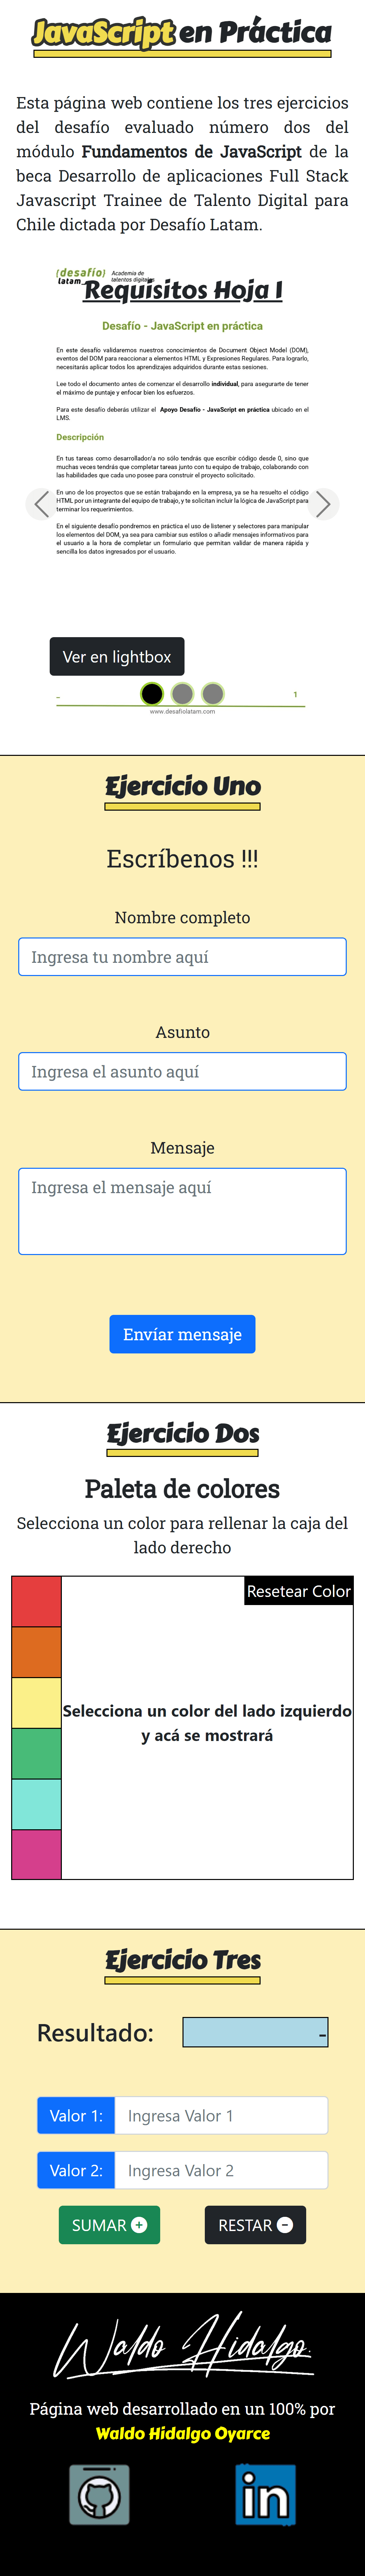 JavaScript en Práctica
Esta página web contiene los tres ejercicios
del desafío evaluado número dos del
módulo Fundamentos de JavaScript de la
beca Desarrollo de aplicaciones Full Stack
Javascript Trainee de Talento Digital para
Chile dictada por Desafío Latam.
{desafío}
latam_
Academia de
talentos digitales
Requisitos Hoja 1
Desafío - JavaScript en práctica
En este desafío validaremos nuestros conocimientos de Document Object Model (DOM),
eventos del DOM para reaccionar a elementos HTML y Expresiones Regulares. Para lograrlo,
necesitarás aplicar todos los aprendizajes adquiridos durante estas sesiones.
Lee todo el documento antes de comenzar el desarrollo individual, para asegurarte de tener
el máximo de puntaje y enfocar bien los esfuerzos.
Para este desafío deberás utilizar el Apoyo Desafío - JavaScript en práctica ubicado en el
LMS.
Descripción
En tus tareas como desarrollador/a no sólo tendrás que escribir código desde 0, sino que
muchas veces tendrás que completar tareas junto con tu equipo de trabajo, colaborando con
las habilidades que cada uno posee para construir el proyecto solicitado.
En uno de los proyectos que se están trabajando en la empresa, ya se ha resuelto el código
HTML por un integrante del equipo de trabajo, y te solicitan incluir la lógica de JavaScript para
terminar los requerimientos.
En el siguiente desafío pondremos en práctica el uso de listener y selectores para manipular
los elementos del DOM, ya sea para cambiar sus estilos o añadir mensajes informativos para
el usuario a la hora de completar un formulario que permitan validar de manera rápida y
sencilla los datos ingresados por el usuario.
Ver en lightbox
_ 1
www.desafiolatam.com
Ejercicio Uno
Escríbenos !!!
Nombre completo
Ingresa tu nombre aquí
Asunto
Ingresa el asunto aquí
Mensaje
Ingresa el mensaje aquí
Envíar mensaje
Ejercicio Dos
Paleta de colores
Selecciona un color para rellenar la caja del
lado derecho
Resetear Color
Selecciona un color del lado izquierdo
y acá se mostrará
Ejercicio Tres
Resultado: -
Valor 1: Ingresa Valor 1
Valor 2: Ingresa Valor 2
SUMAR + RESTAR -
Waldo Hidalgo.
Página web desarrollado en un 100% por
Waldo Hidalgo Oyarce
in